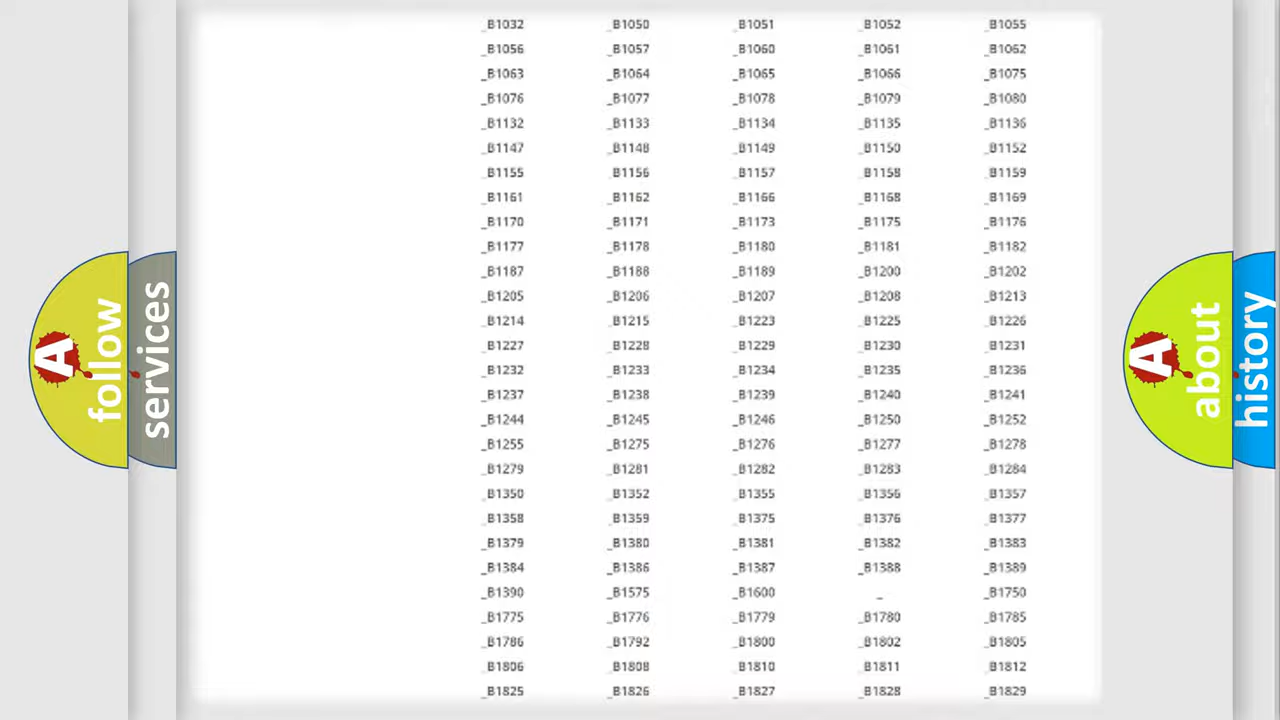 _B1032 _B1050 _B1051 _B1052 _B1055
_B1056 _B1057 _B1060 _B1061 _B1062
_B1063 _B1064 _B1065 _B1066 _B1075
_B1076 _B1077 _B1078 _B1079 _B1080
_B1132 _B1133 _B1134 _B1135 _B1136
_B1147 _B1148 _B1149 _B1150 _B1152
_B1155 _B1156 _B1157 _B1158 _B1159
_B1161 _B1162 _B1166 _B1168 _B1169
_B1170 _B1171 _B1173 _B1175 _B1176
_B1177 _B1178 _B1180 _B1181 _B1182
_B1187 _B1188 _B1189 _B1200 _B1202
_B1205 _B1206 _B1207 _B1208 _B1213
_B1214 _B1215 _B1223 _B1225 _B1226
_B1227 _B1228 _B1229 _B1230 _B1231
_B1232 _B1233 _B1234 _B1235 _B1236
_B1237 _B1238 _B1239 _B1240 _B1241
_B1244 _B1245 _B1246 _B1250 _B1252
_B1255 _B1275 _B1276 _B1277 _B1278
_B1279 _B1281 _B1282 _B1283 _B1284
_B1350 _B1352 _B1355 _B1356 _B1357
_B1358 _B1359 _B1375 _B1376 _B1377
_B1379 _B1380 _B1381 _B1382 _B1383
_B1384 _B1386 _B1387 _B1388 _B1389
_B1390 _B1575 _B1600 _ _B1750
_B1775 _B1776 _B1779 _B1780 _B1785
_B1786 _B1792 _B1800 _B1802 _B1805
_B1806 _B1808 _B1810 _B1811 _B1812
_B1825 _B1826 _B1827 _B1828 _B1829
A follow
services
A about
history